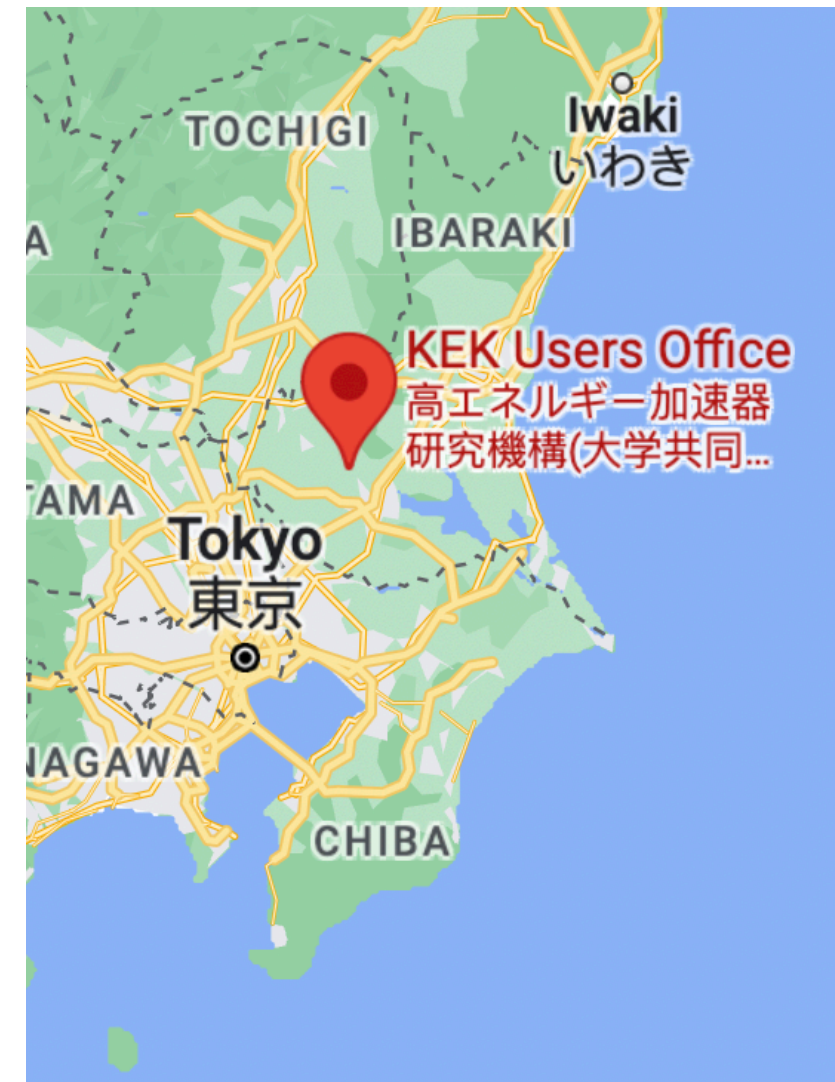 TOCHIGI
Iwaki
いわき
A
IBARAKI
KEK Users Office
高エネルギー加速器
研究機構(大学共同...
TAMA
Tokyo
東京
NAGAWA
CHIBA